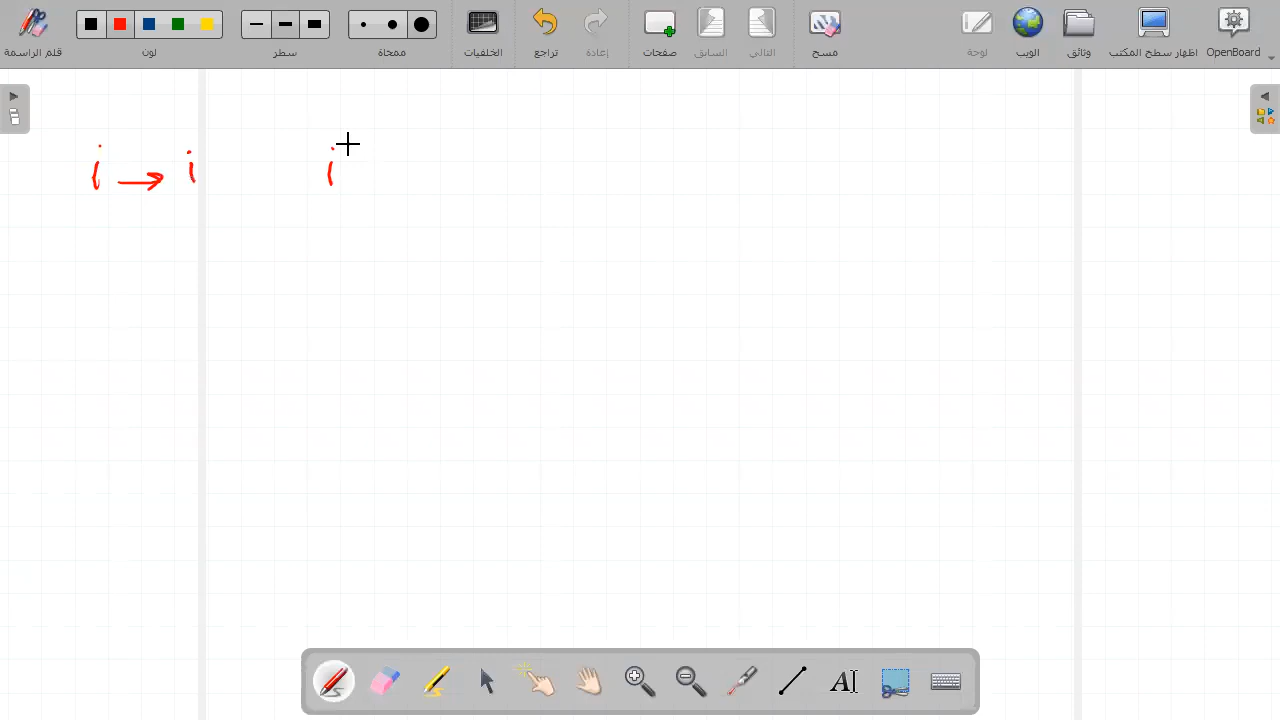 قلم الراسمة
لون
سطر
ممحاة
الخلفيات
تراجع
إعادة
صفحات
السابق
التالي
مسح
لوحة
الويب
وثائق
اظهار سطح المكتب
OpenBoard
i → i i
A